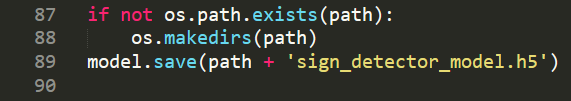 87 if not os.path.exists(path):
88     os.makedirs(path)
89 model.save(path + 'sign_detector_model.h5')
90